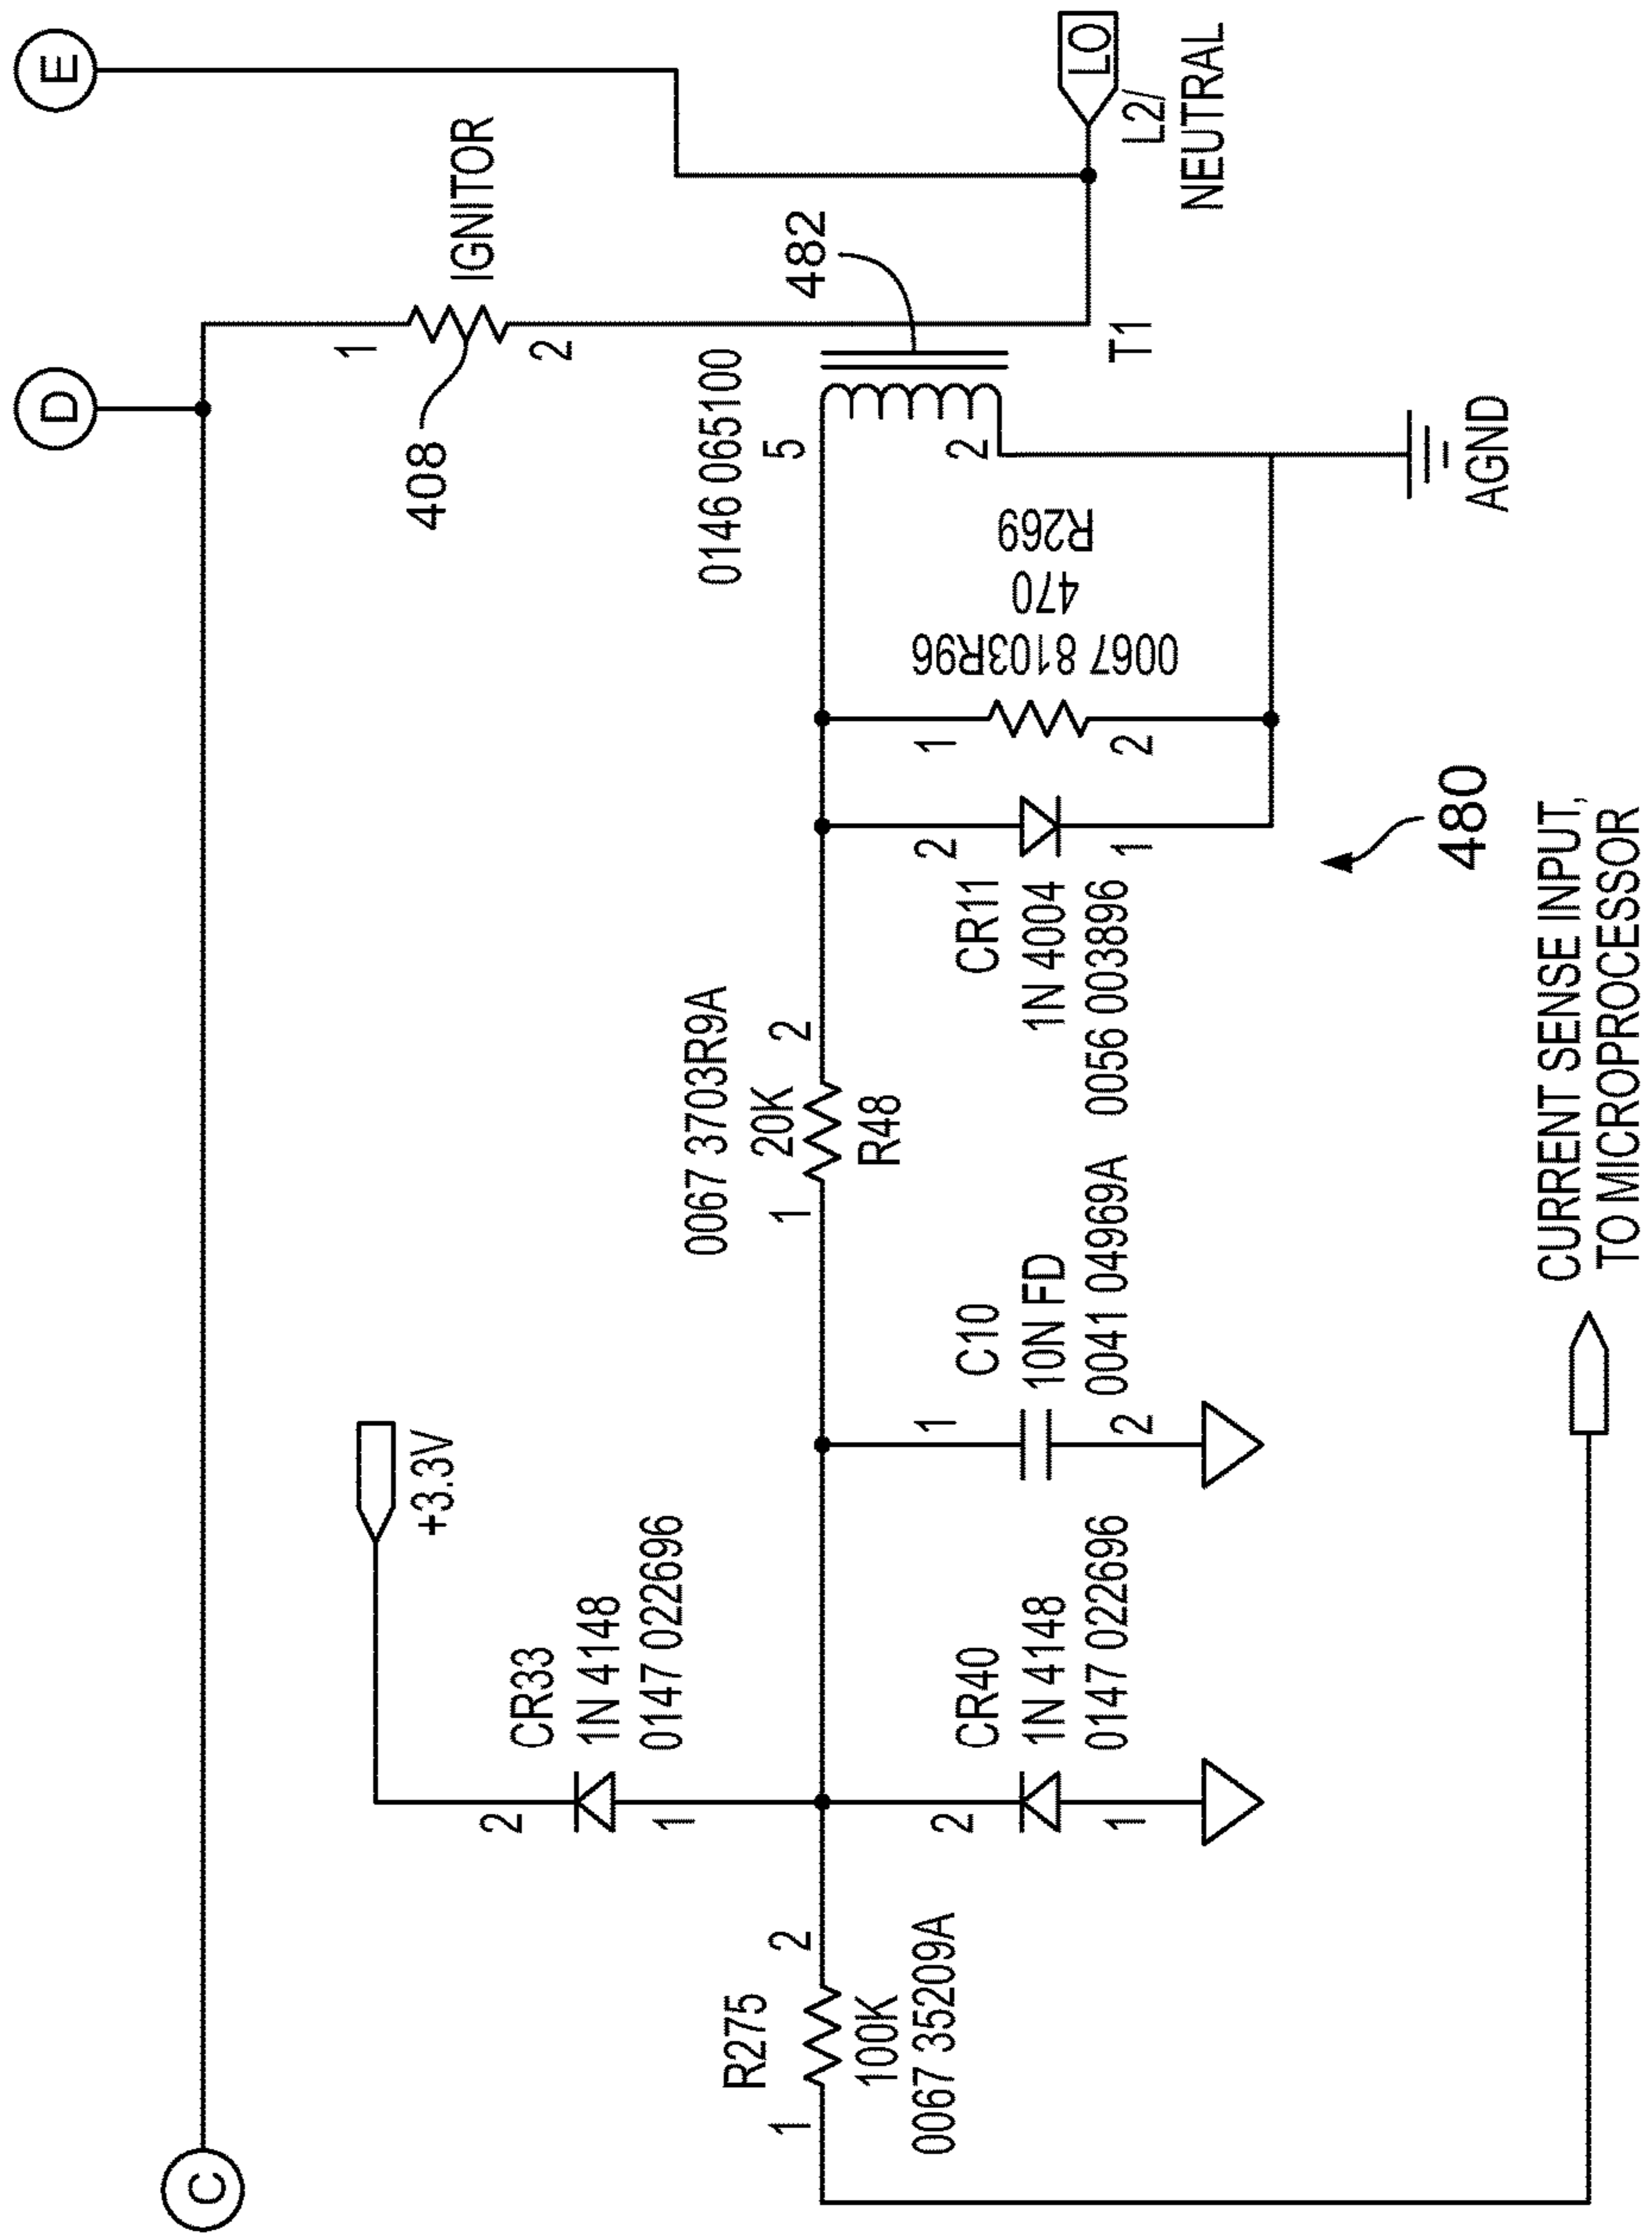 D
E
C
+3.3V
1
IGNITOR
2
408
2
CR33
1N 4148
0147 022696
1
0067 3703R9A
20K
1
2
R48
0146 065100
5
2
482
T1
R275
1
2
100K
0067 35209A
2
CR40
1N 4148
0147 022696
1
1
C10
10N FD
0041 04969A
2
2
CR11
1N 4004
0056 003896
1
1
0067 8103R96
470
R269
2
LO
L2/
NEUTRAL
AGND
480
CURRENT SENSE INPUT,
TO MICROPROCESSOR